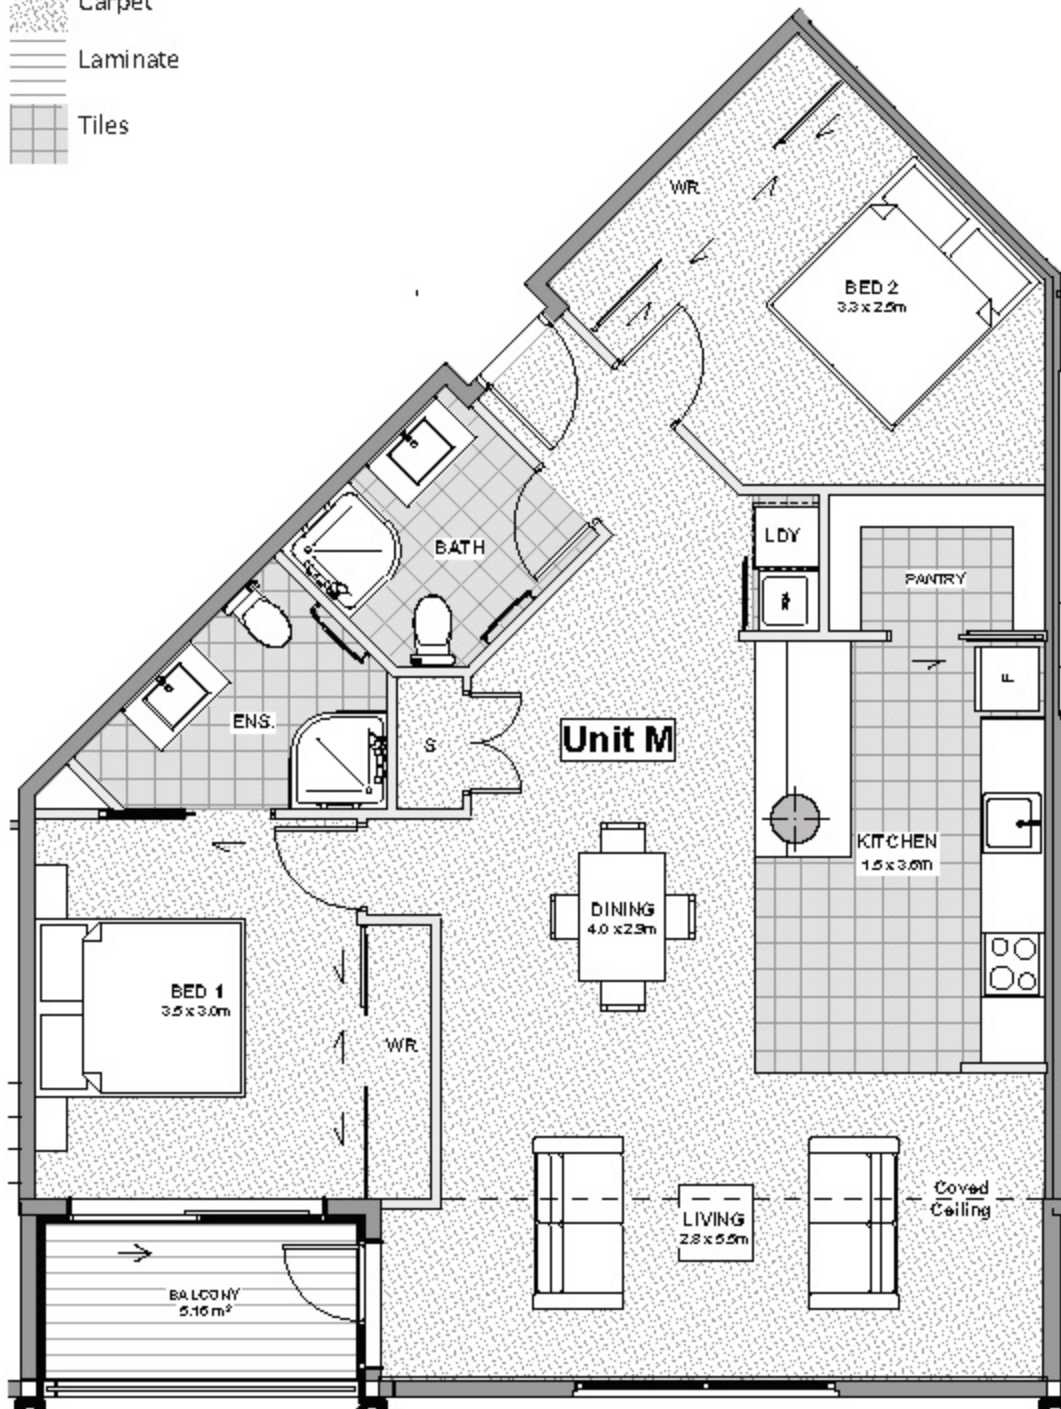 Carpet
Laminate
Tiles
WR
BED 2
3.3 x 2.5m
LDY
BATH
PANTRY
F
ENS.
S
Unit M
KITCHEN
1.5 x 3.6m
DINING
4.0 x 2.9m
BED 1
3.5 x 3.0m
WR
Coved
Ceiling
LIVING
2.8 x 5.5m
BALCONY
5.16 m²